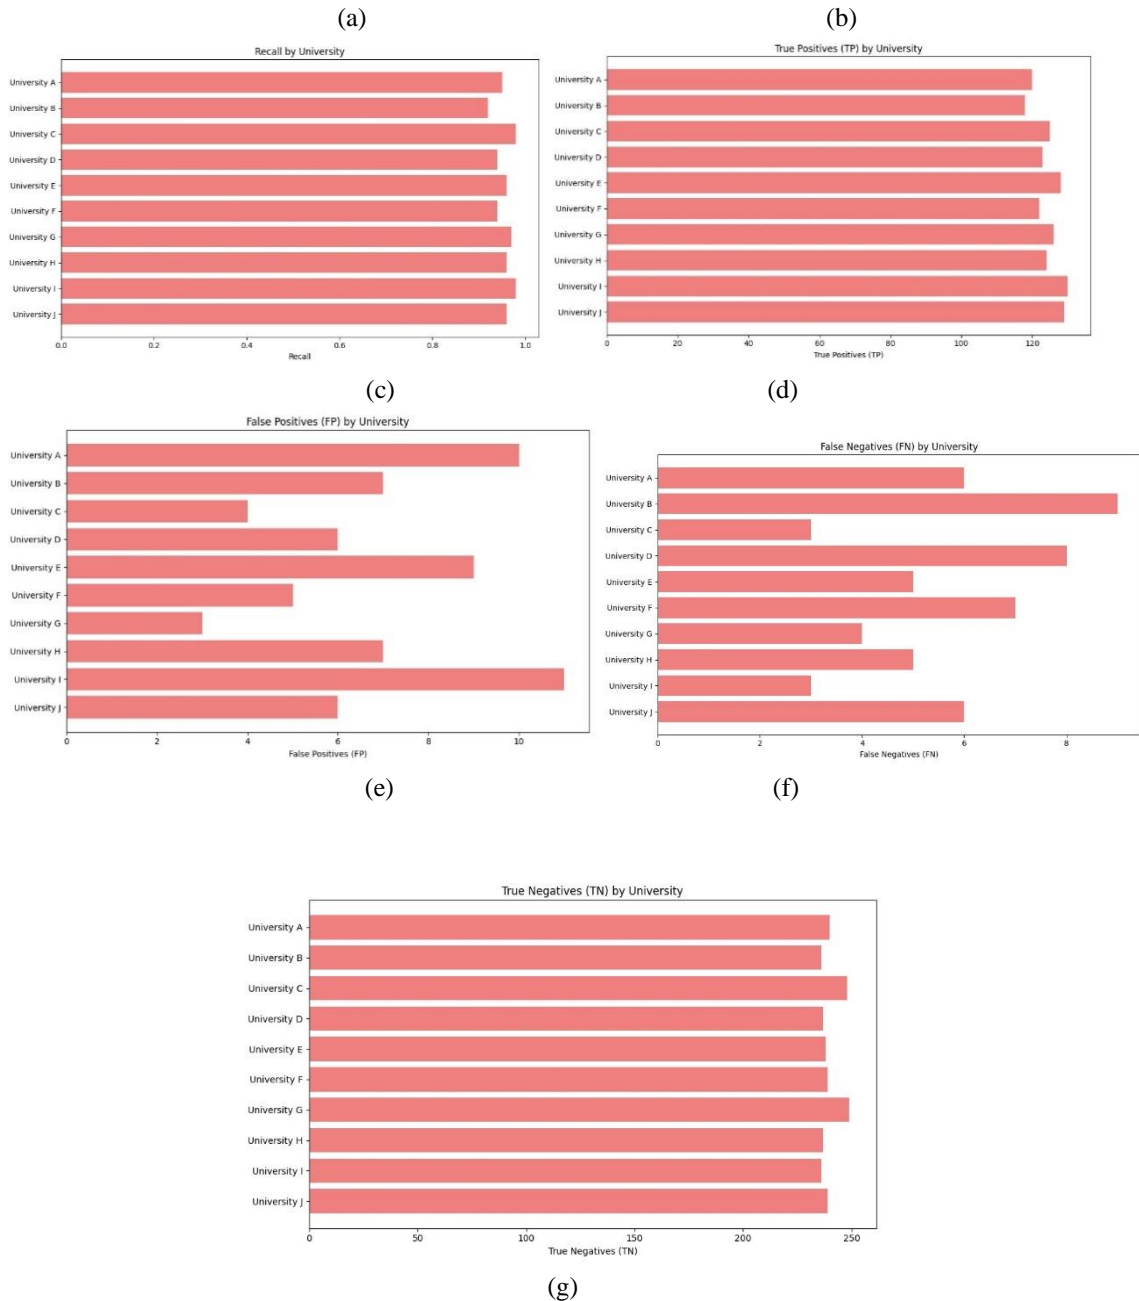 (a) (b)
Recall by University
University A
University B
University C
University D
University E
University F
University G
University H
University I
University J
0.0 0.2 0.4 0.6 0.8 1.0
Recall
True Positives (TP) by University
University A
University B
University C
University D
University E
University F
University G
University H
University I
University J
0 20 40 60 80 100 120
True Positives (TP)
(c) (d)
False Positives (FP) by University
University A
University B
University C
University D
University E
University F
University G
University H
University I
University J
0 2 4 6 8 10
False Positives (FP)
False Negatives (FN) by University
University A
University B
University C
University D
University E
University F
University G
University H
University I
University J
0 2 4 6 8
False Negatives (FN)
(e) (f)
True Negatives (TN) by University
University A
University B
University C
University D
University E
University F
University G
University H
University I
University J
0 50 100 150 200 250
True Negatives (TN)
(g)